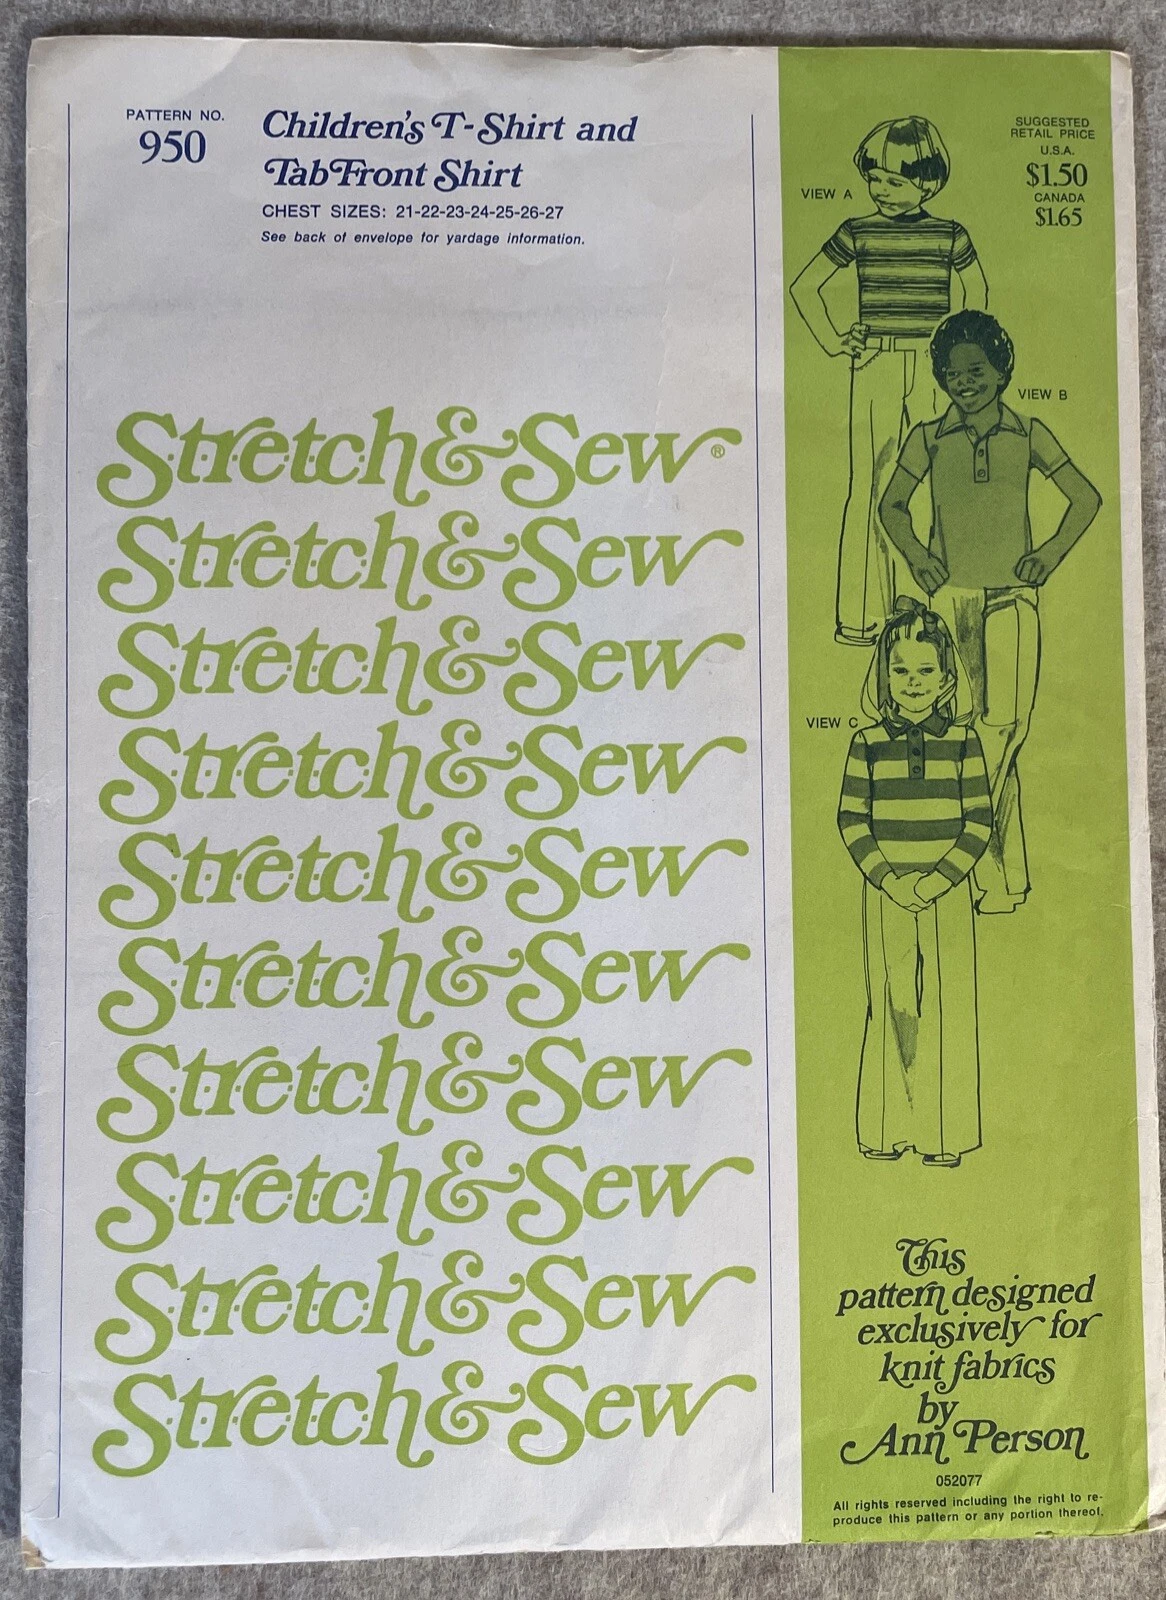 PATTERN NO.
950
Children's T-Shirt and
Tab Front Shirt
CHEST SIZES: 21-22-23-24-25-26-27
See back of envelope for yardage information.
Stretch & Sew®
Stretch & Sew
Stretch & Sew
Stretch & Sew
Stretch & Sew
Stretch & Sew
Stretch & Sew
Stretch & Sew
Stretch & Sew
Stretch & Sew
SUGGESTED
RETAIL PRICE
U.S.A.
$1.50
CANADA
$1.65
VIEW A
VIEW B
VIEW C
This
pattern designed
exclusively for
knit fabrics
by
Ann Person
052077
All rights reserved including the right to re-
produce this pattern or any portion thereof.